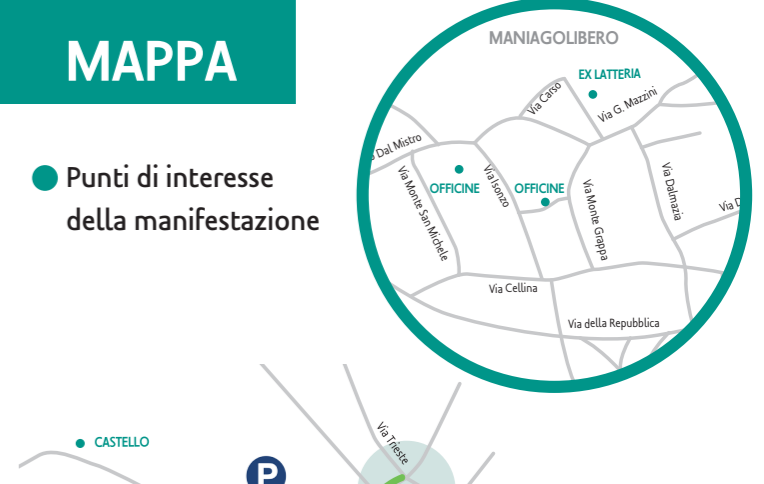 MAPPA
Punti di interesse
della manifestazione
MANIAGOLIBERO
EX LATTERIA
Via Carso
Via G. Mazzini
Dal Mistro
Via Monte San Michele
OFFICINE
Via Isonzo
OFFICINE
Via Monte Grappa
Via Dalmazia
Via
Via Cellina
Via della Repubblica
Via Trieste
CASTELLO
P